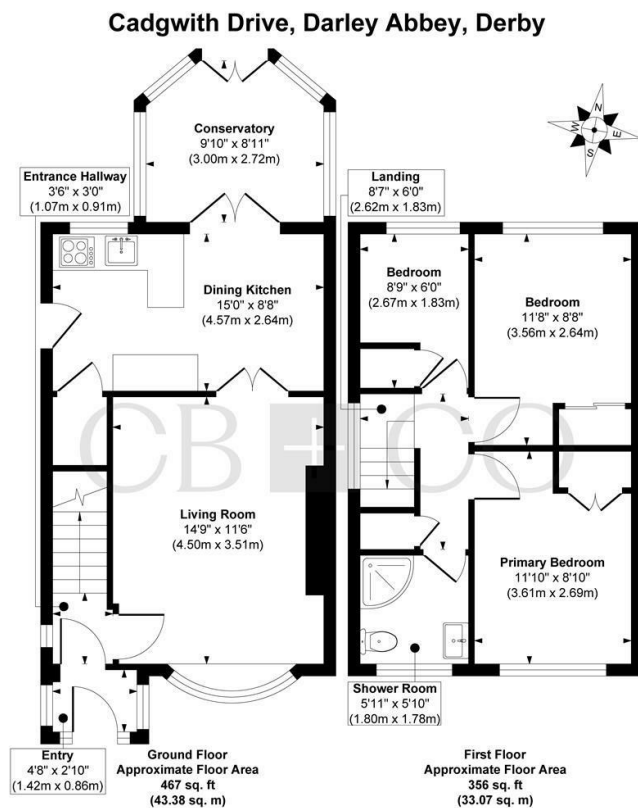 Cadgwith Drive, Darley Abbey, Derby
Conservatory
9'10" x 8'11"
(3.00m x 2.72m)
N
E
S
W
Entrance Hallway
3'6" x 3'0"
(1.07m x 0.91m)
Landing
8'7" x 6'0"
(2.62m x 1.83m)
Dining Kitchen
15'0" x 8'8"
(4.57m x 2.64m)
Bedroom
8'9" x 6'0"
(2.67m x 1.83m)
Bedroom
11'8" x 8'8"
(3.56m x 2.64m)
CB + CO
Living Room
14'9" x 11'6"
(4.50m x 3.51m)
Primary Bedroom
11'10" x 8'10"
(3.61m x 2.69m)
Shower Room
5'11" x 5'10"
(1.80m x 1.78m)
Entry
4'8" x 2'10"
(1.42m x 0.86m)
Ground Floor
Approximate Floor Area
467 sq. ft
(43.38 sq. m)
First Floor
Approximate Floor Area
356 sq. ft
(33.07 sq. m)